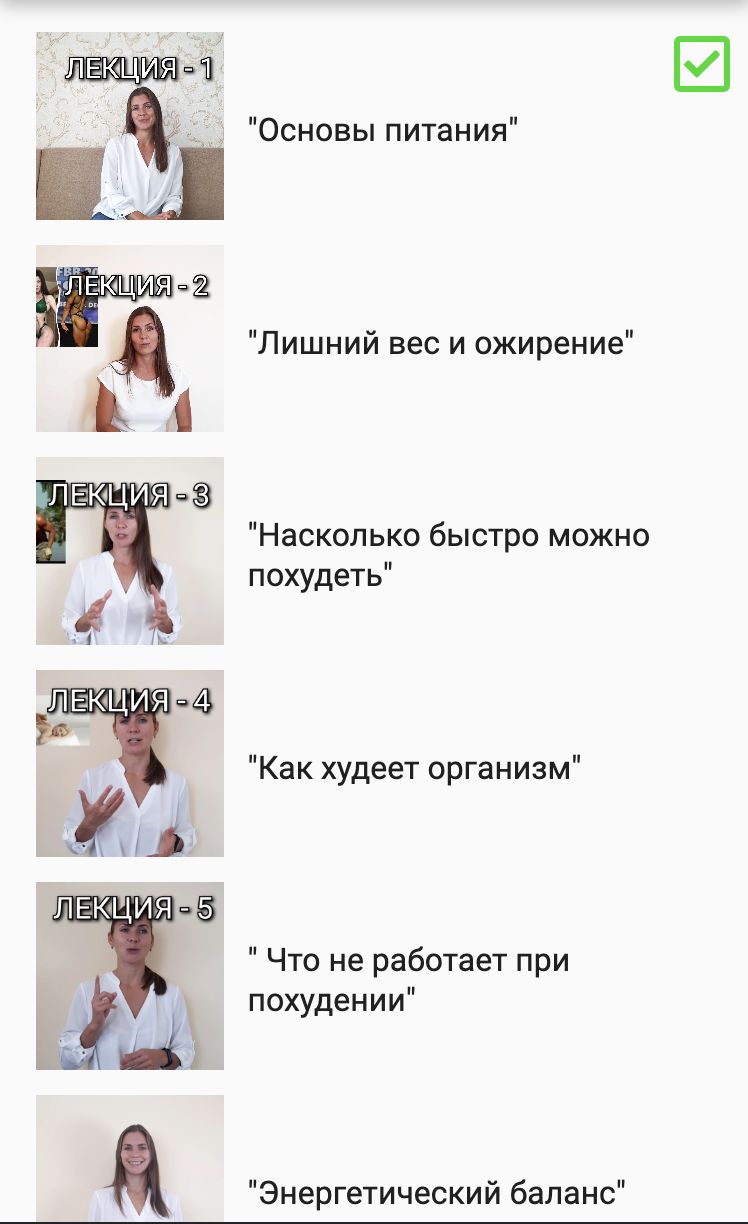 ЛЕКЦИЯ - 1
"Основы питания"
ЛЕКЦИЯ - 2
"Лишний вес и ожирение"
ЛЕКЦИЯ - 3
"Насколько быстро можно
похудеть"
ЛЕКЦИЯ - 4
"Как худеет организм"
ЛЕКЦИЯ - 5
" Что не работает при
похудении"
"Энергетический баланс"